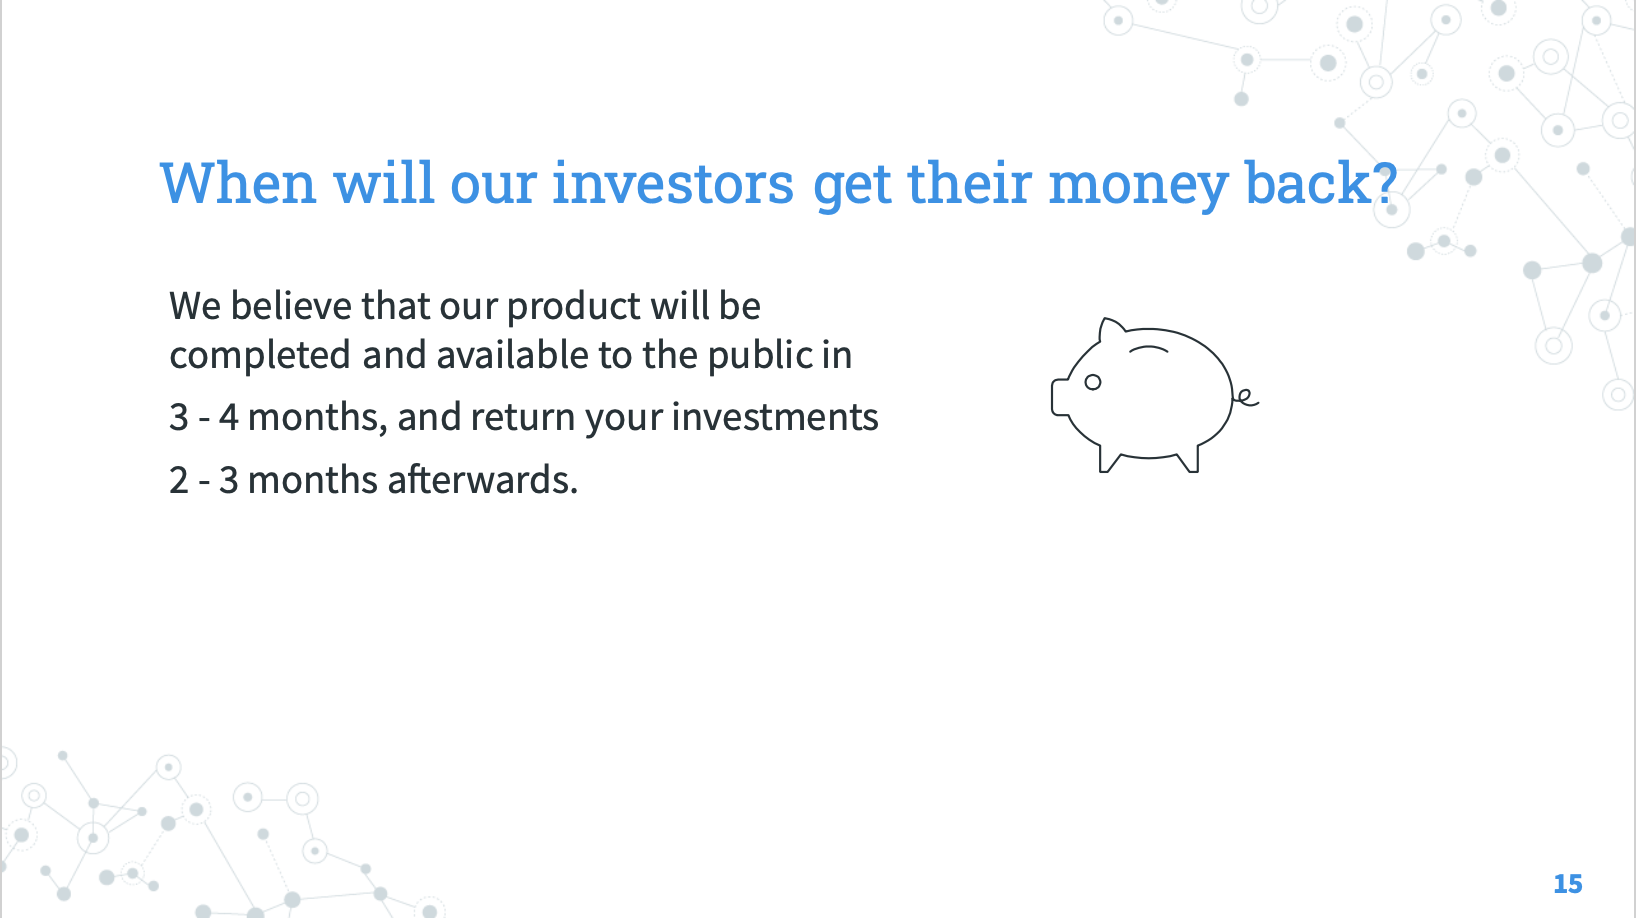 When will our investors get their money back?
We believe that our product will be
completed and available to the public in
3 - 4 months, and return your investments
2 - 3 months afterwards.
15